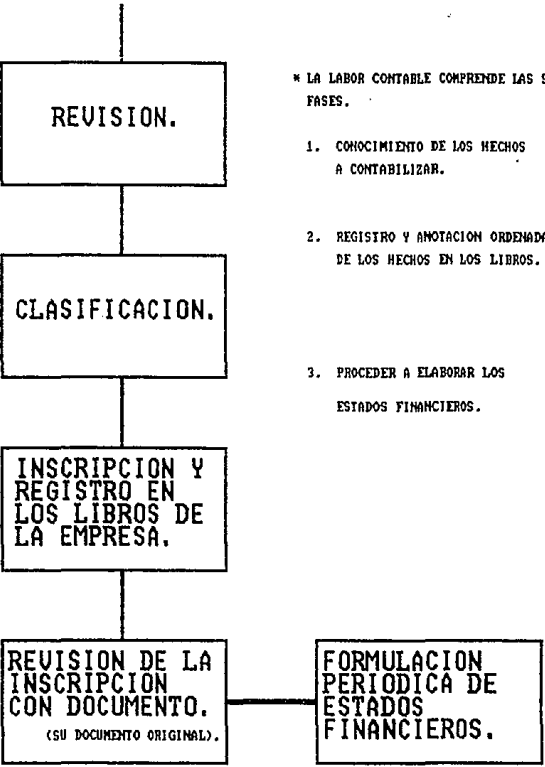 REVISION.
* LA LABOR CONTABLE COMPRENDE LAS
FASES.
1. CONOCIMIENTO DE LOS HECHOS
A CONTABILIZAR.
2. REGISTRO Y ANOTACION ORDENADA
DE LOS HECHOS EN LOS LIBROS.
CLASIFICACION.
3. PROCEDER A ELABORAR LOS
ESTADOS FINANCIEROS.
INSCRIPCION Y
REGISTRO EN
LOS LIBROS DE
LA EMPRESA.
REVISION DE LA
INSCRIPCION
CON DOCUMENTO.
(SU DOCUMENTO ORIGINAL).
FORMULACION
PERIODICA DE
ESTADOS
FINANCIEROS.